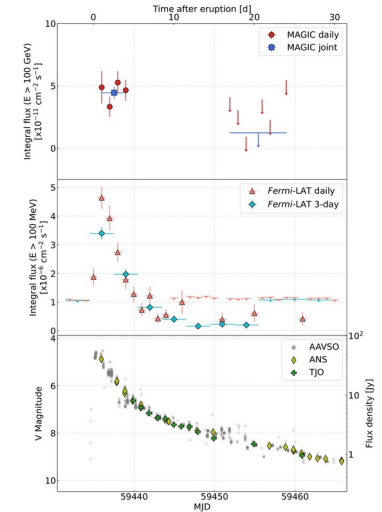 Time after eruption [d]
0 10 20 30
Integral flux (E > 100 GeV)
[x10⁻¹¹ cm⁻² s⁻¹]
10
5
0
MAGIC daily
MAGIC joint
Integral flux (E > 100 MeV)
[x10⁻⁶ cm⁻² s⁻¹]
5
4
3
2
1
0
Fermi-LAT daily
Fermi-LAT 3-day
V Magnitude
4
6
8
10
AAVSO
ANS
TJO
10²
10
1
Flux density [Jy]
59440 59450 59460
MJD